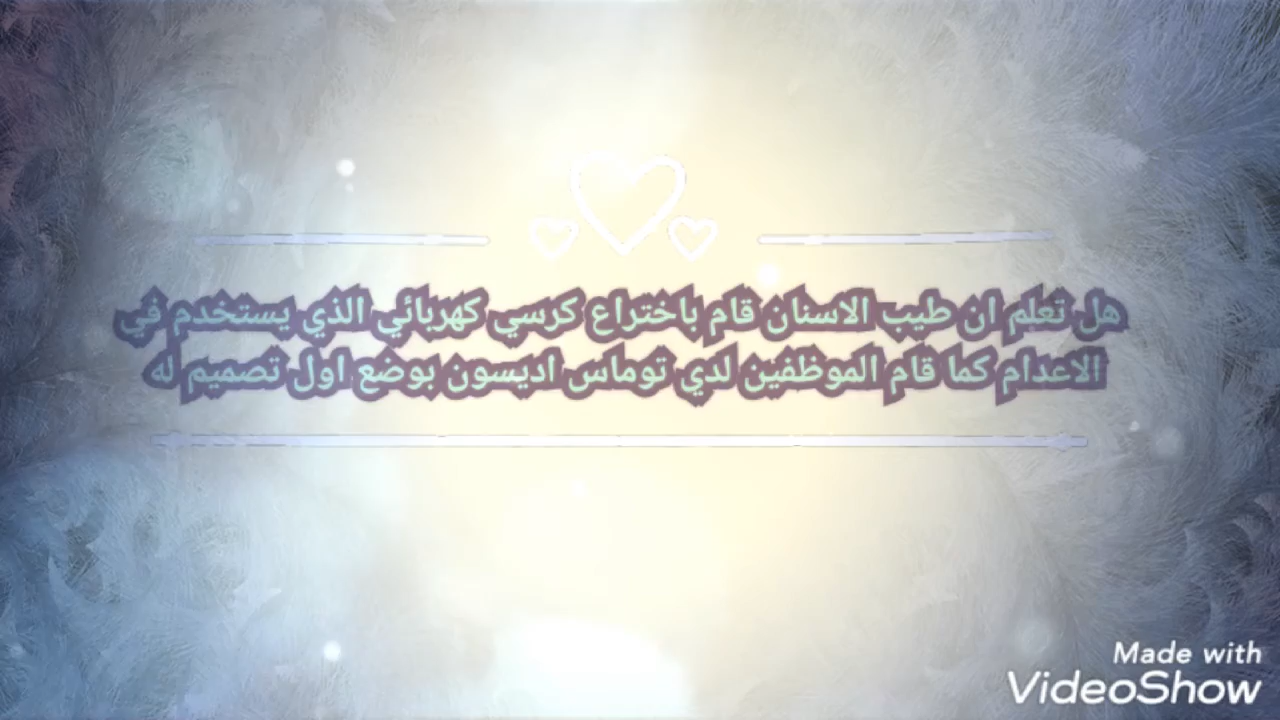 هل تعلم ان طيب الاسنان قام باختراع كرسي كهربائي الذي يستخدم في
الاعدام كما قام الموظفين لدي توماس اديسون بوضع اول تصميم له
Made with
VideoShow